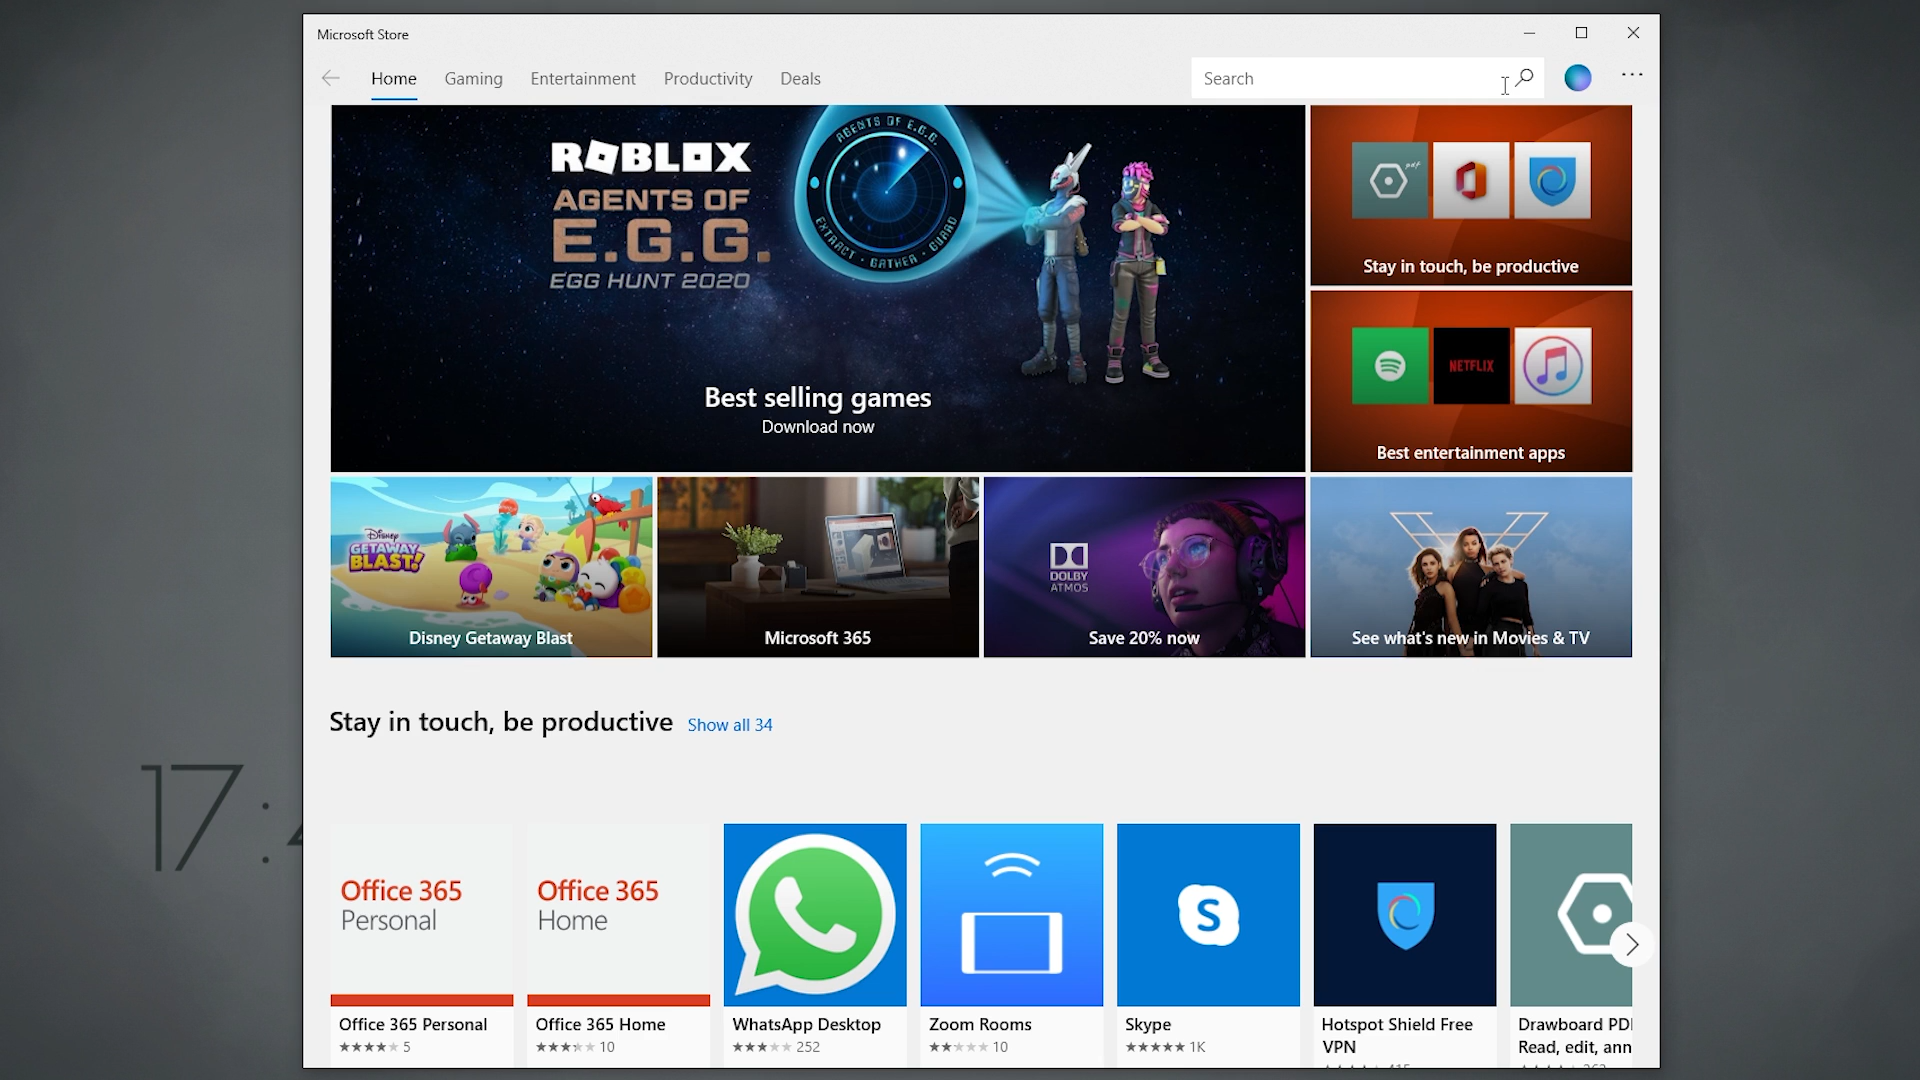 Microsoft Store
Home Gaming Entertainment Productivity Deals
Search
ROBLOX
AGENTS OF
E.G.G.
EGG HUNT 2020
AGENTS OF E.G.G.
EXTRACT · GATHER · GUARD
Best selling games
Download now
pdf
Stay in touch, be productive
NETFLIX
Best entertainment apps
Disney
GETAWAY
BLAST!
Disney Getaway Blast
Microsoft 365
DOLBY
ATMOS
Save 20% now
See what's new in Movies & TV
Stay in touch, be productive Show all 34
17:
Office 365
Personal
Office 365
Home
S
Office 365 Personal
5
Office 365 Home
10
WhatsApp Desktop
252
Zoom Rooms
10
Skype
1K
Hotspot Shield Free
VPN
Drawboard PD
Read, edit, ann